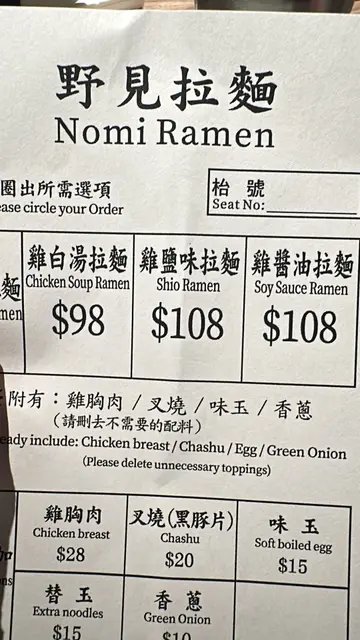 野見拉麵
Nomi Ramen
圈出所需選項
ase circle your Order
枱 號
Seat No:
麵
men
雞白湯拉麵
Chicken Soup Ramen
$98
雞鹽味拉麵
Shio Ramen
$108
雞醬油拉麵
Soy Sauce Ramen
$108
附有：雞胸肉 / 叉燒 / 味玉 / 香蔥
（請刪去不需要的配料）
eady include: Chicken breast / Chashu / Egg / Green Onion
(Please delete unnecessary toppings)
加
ns
雞胸肉
Chicken breast
$28
叉燒(黑豚片)
Chashu
$20
味 玉
Soft boiled egg
$15
替 玉
Extra noodles
$15
香 蔥
Green Onion
$10